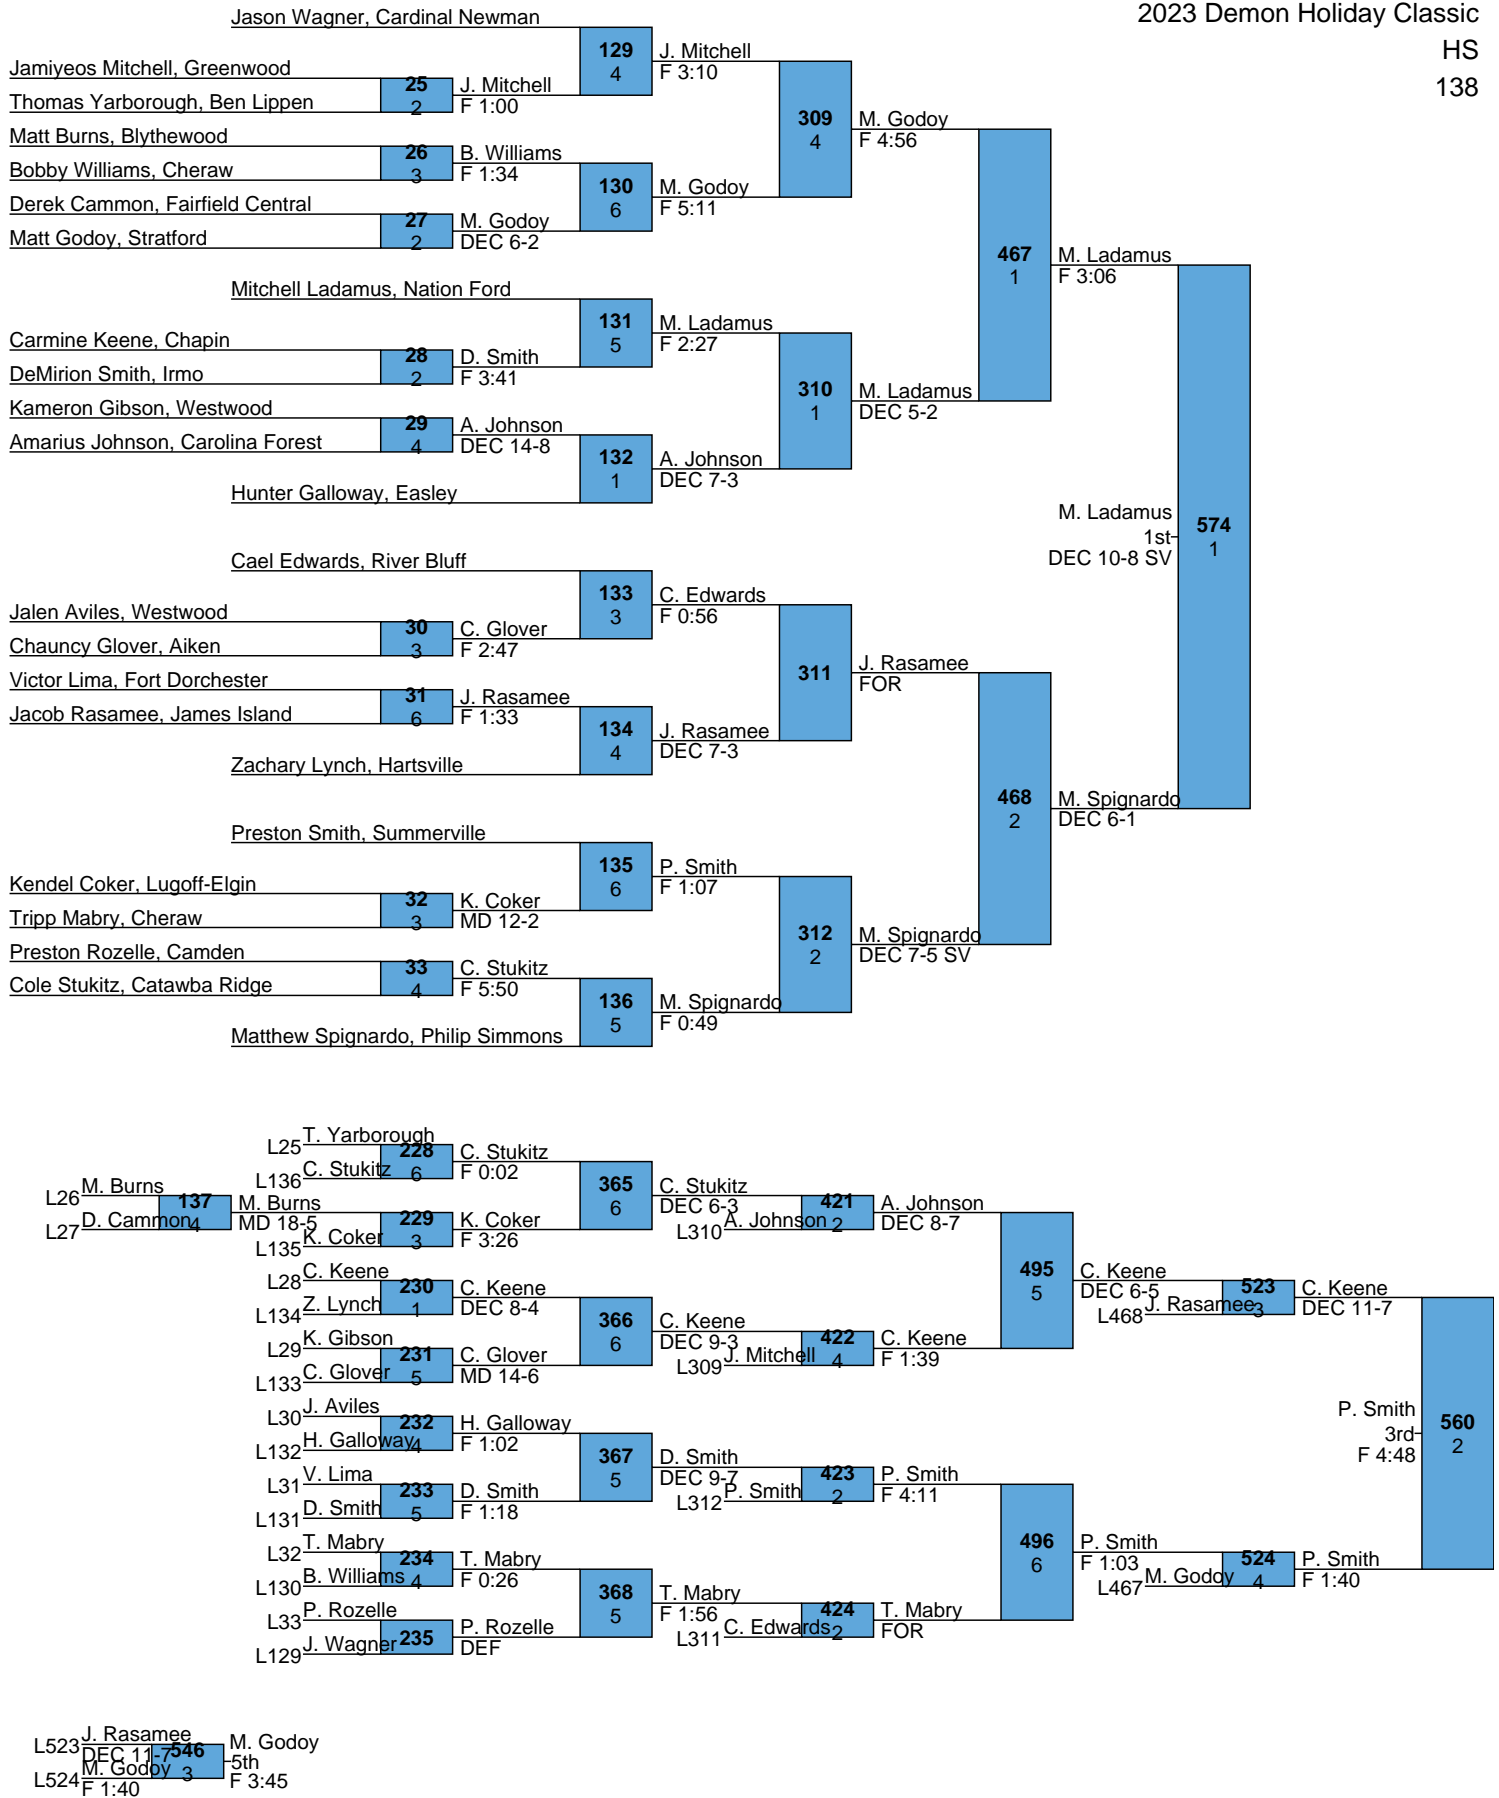 2023 Demon Holiday Classic
HS
138
Jason Wagner, Cardinal Newman
129
4
J. Mitchell
F 3:10
Jamiyeos Mitchell, Greenwood
25
2
J. Mitchell
F 1:00
Thomas Yarborough, Ben Lippen
309
4
M. Godoy
F 4:56
Matt Burns, Blythewood
26
3
B. Williams
F 1:34
Bobby Williams, Cheraw
130
6
M. Godoy
F 5:11
Derek Cammon, Fairfield Central
27
2
M. Godoy
DEC 6-2
Matt Godoy, Stratford
467
1
M. Ladamus
F 3:06
Mitchell Ladamus, Nation Ford
131
5
M. Ladamus
F 2:27
Carmine Keene, Chapin
28
2
D. Smith
F 3:41
DeMirion Smith, Irmo
310
1
M. Ladamus
DEC 5-2
Kameron Gibson, Westwood
29
4
A. Johnson
DEC 14-8
Amarius Johnson, Carolina Forest
132
1
A. Johnson
DEC 7-3
Hunter Galloway, Easley
M. Ladamus
1st
DEC 10-8 SV
574
1
Cael Edwards, River Bluff
133
3
C. Edwards
F 0:56
Jalen Aviles, Westwood
30
3
C. Glover
F 2:47
Chauncy Glover, Aiken
311
J. Rasamee
FOR
Victor Lima, Fort Dorchester
31
6
J. Rasamee
F 1:33
Jacob Rasamee, James Island
134
4
J. Rasamee
DEC 7-3
Zachary Lynch, Hartsville
468
2
M. Spignardo
DEC 6-1
Preston Smith, Summerville
135
6
P. Smith
F 1:07
Kendel Coker, Lugoff-Elgin
32
3
K. Coker
MD 12-2
Tripp Mabry, Cheraw
312
2
M. Spignardo
DEC 7-5 SV
Preston Rozelle, Camden
33
4
C. Stukitz
F 5:50
Cole Stukitz, Catawba Ridge
136
5
M. Spignardo
F 0:49
Matthew Spignardo, Philip Simmons
L25
T. Yarborough
228
6
C. Stukitz
F 0:02
L136
C. Stukitz
365
6
C. Stukitz
DEC 6-3
L26
M. Burns
137
4
M. Burns
MD 18-5
L27
D. Cammon
229
3
K. Coker
F 3:26
L135
K. Coker
L310
A. Johnson
421
2
A. Johnson
DEC 8-7
L28
C. Keene
230
1
C. Keene
DEC 8-4
L134
Z. Lynch
366
6
C. Keene
DEC 9-3
L29
K. Gibson
231
5
C. Glover
MD 14-6
L133
C. Glover
L309
J. Mitchell
422
4
C. Keene
F 1:39
495
5
C. Keene
DEC 6-5
L468
J. Rasamee
523
3
C. Keene
DEC 11-7
L30
J. Aviles
232
4
H. Galloway
F 1:02
L132
H. Galloway
367
5
D. Smith
DEC 9-7
L31
V. Lima
233
5
D. Smith
F 1:18
L131
D. Smith
L312
P. Smith
423
2
P. Smith
F 4:11
P. Smith
3rd
F 4:48
560
2
L32
T. Mabry
234
4
T. Mabry
F 0:26
L130
B. Williams
368
5
T. Mabry
F 1:56
L33
P. Rozelle
235
P. Rozelle
DEF
L129
J. Wagner
L311
C. Edwards
424
2
T. Mabry
FOR
496
6
P. Smith
F 1:03
L467
M. Godoy
524
4
P. Smith
F 1:40
L523
J. Rasamee
DEC 11-7
546
3
M. Godoy
5th
F 3:45
L524
M. Godoy
F 1:40